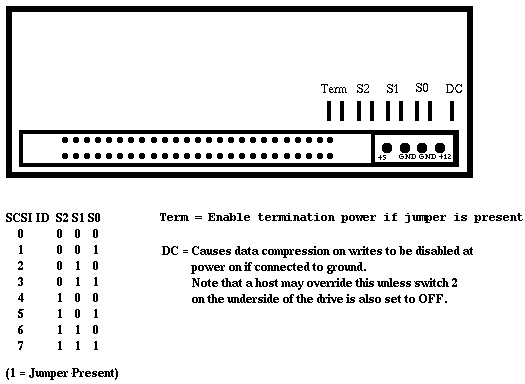 Term S2 S1 S0 DC
+5 GND GND +12
SCSI ID S2 S1 S0
0 0 0 0
1 0 0 1
2 0 1 0
3 0 1 1
4 1 0 0
5 1 0 1
6 1 1 0
7 1 1 1
(1 = Jumper Present)
Term = Enable termination power if jumper is present
DC = Causes data compression on writes to be disabled at
power on if connected to ground.
Note that a host may override this unless switch 2
on the underside of the drive is also set to OFF.